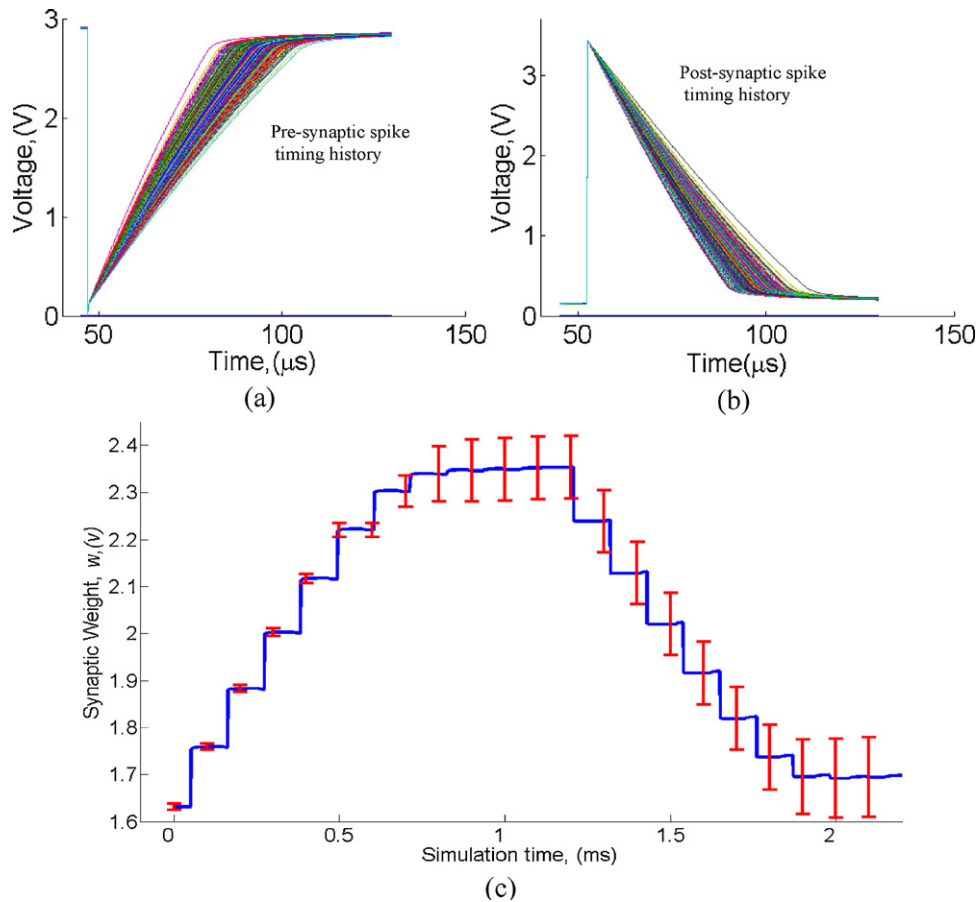 3
2
1
0
Voltage,(V)
Pre-synaptic spike
timing history
50
100
150
Time,(μs)
(a)
3
2
1
0
Voltage,(V)
Post-synaptic spike
timing history
50
100
150
Time(μs)
(b)
2.4
2.3
2.2
2.1
2
1.9
1.8
1.7
1.6
Synaptic Weight, w,(v)
0
0.5
1
1.5
2
Simulation time, (ms)
(c)